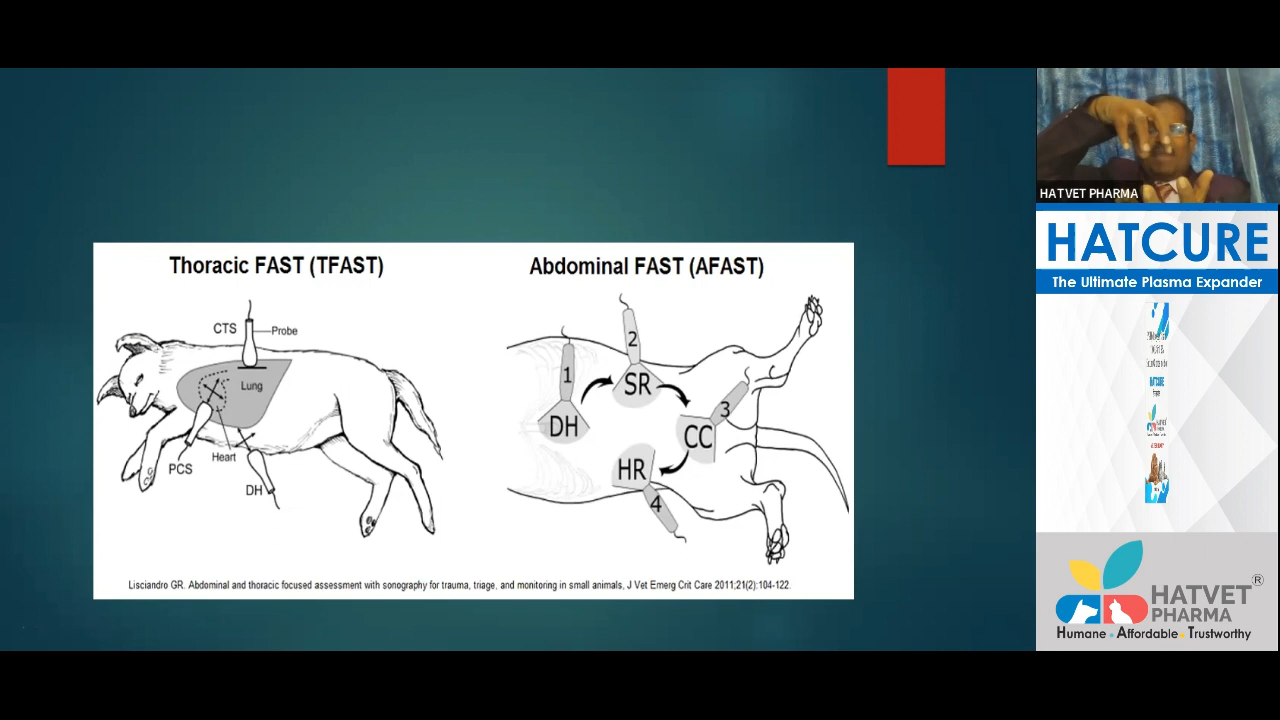 Thoracic FAST (TFAST)
CTS
Probe
Lung
Heart
PCS
DH
Abdominal FAST (AFAST)
1
DH
2
SR
3
CC
HR
4
Lisciandro GR. Abdominal and thoracic focused assessment with sonography for trauma, triage, and monitoring in small animals, J Vet Emerg Crit Care 2011;21(2):104-122.
HATVET PHARMA
HATCURE
The Ultimate Plasma Expander
HATVET ®
PHARMA
Humane Affordable Trustworthy